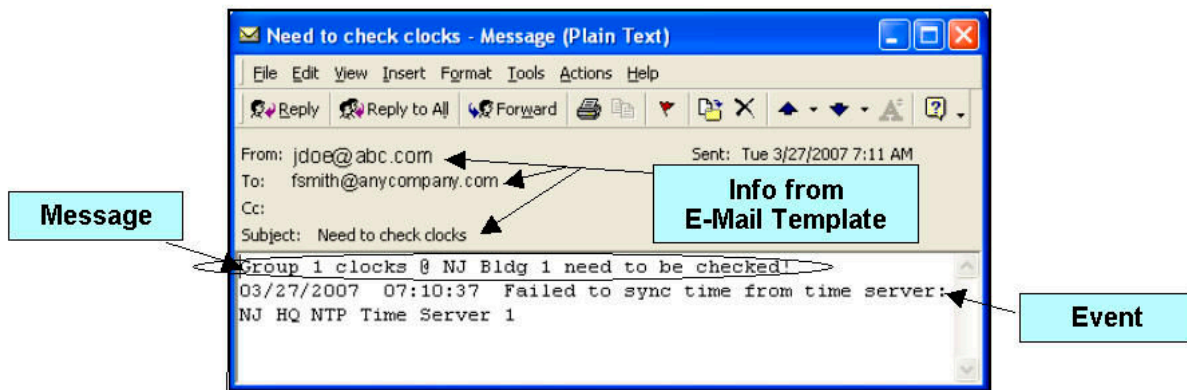 Need to check clocks - Message (Plain Text)
File Edit View Insert Format Tools Actions Help
Reply Reply to All Forward
From: jdoe@abc.com
Sent: Tue 3/27/2007 7:11 AM
To: fsmith@anycompany.com
Cc:
Subject: Need to check clocks
Info from
E-Mail Template
Message
Group 1 clocks @ NJ Bldg 1 need to be checked!
03/27/2007 07:10:37 Failed to sync time from time server:
NJ HQ NTP Time Server 1
Event